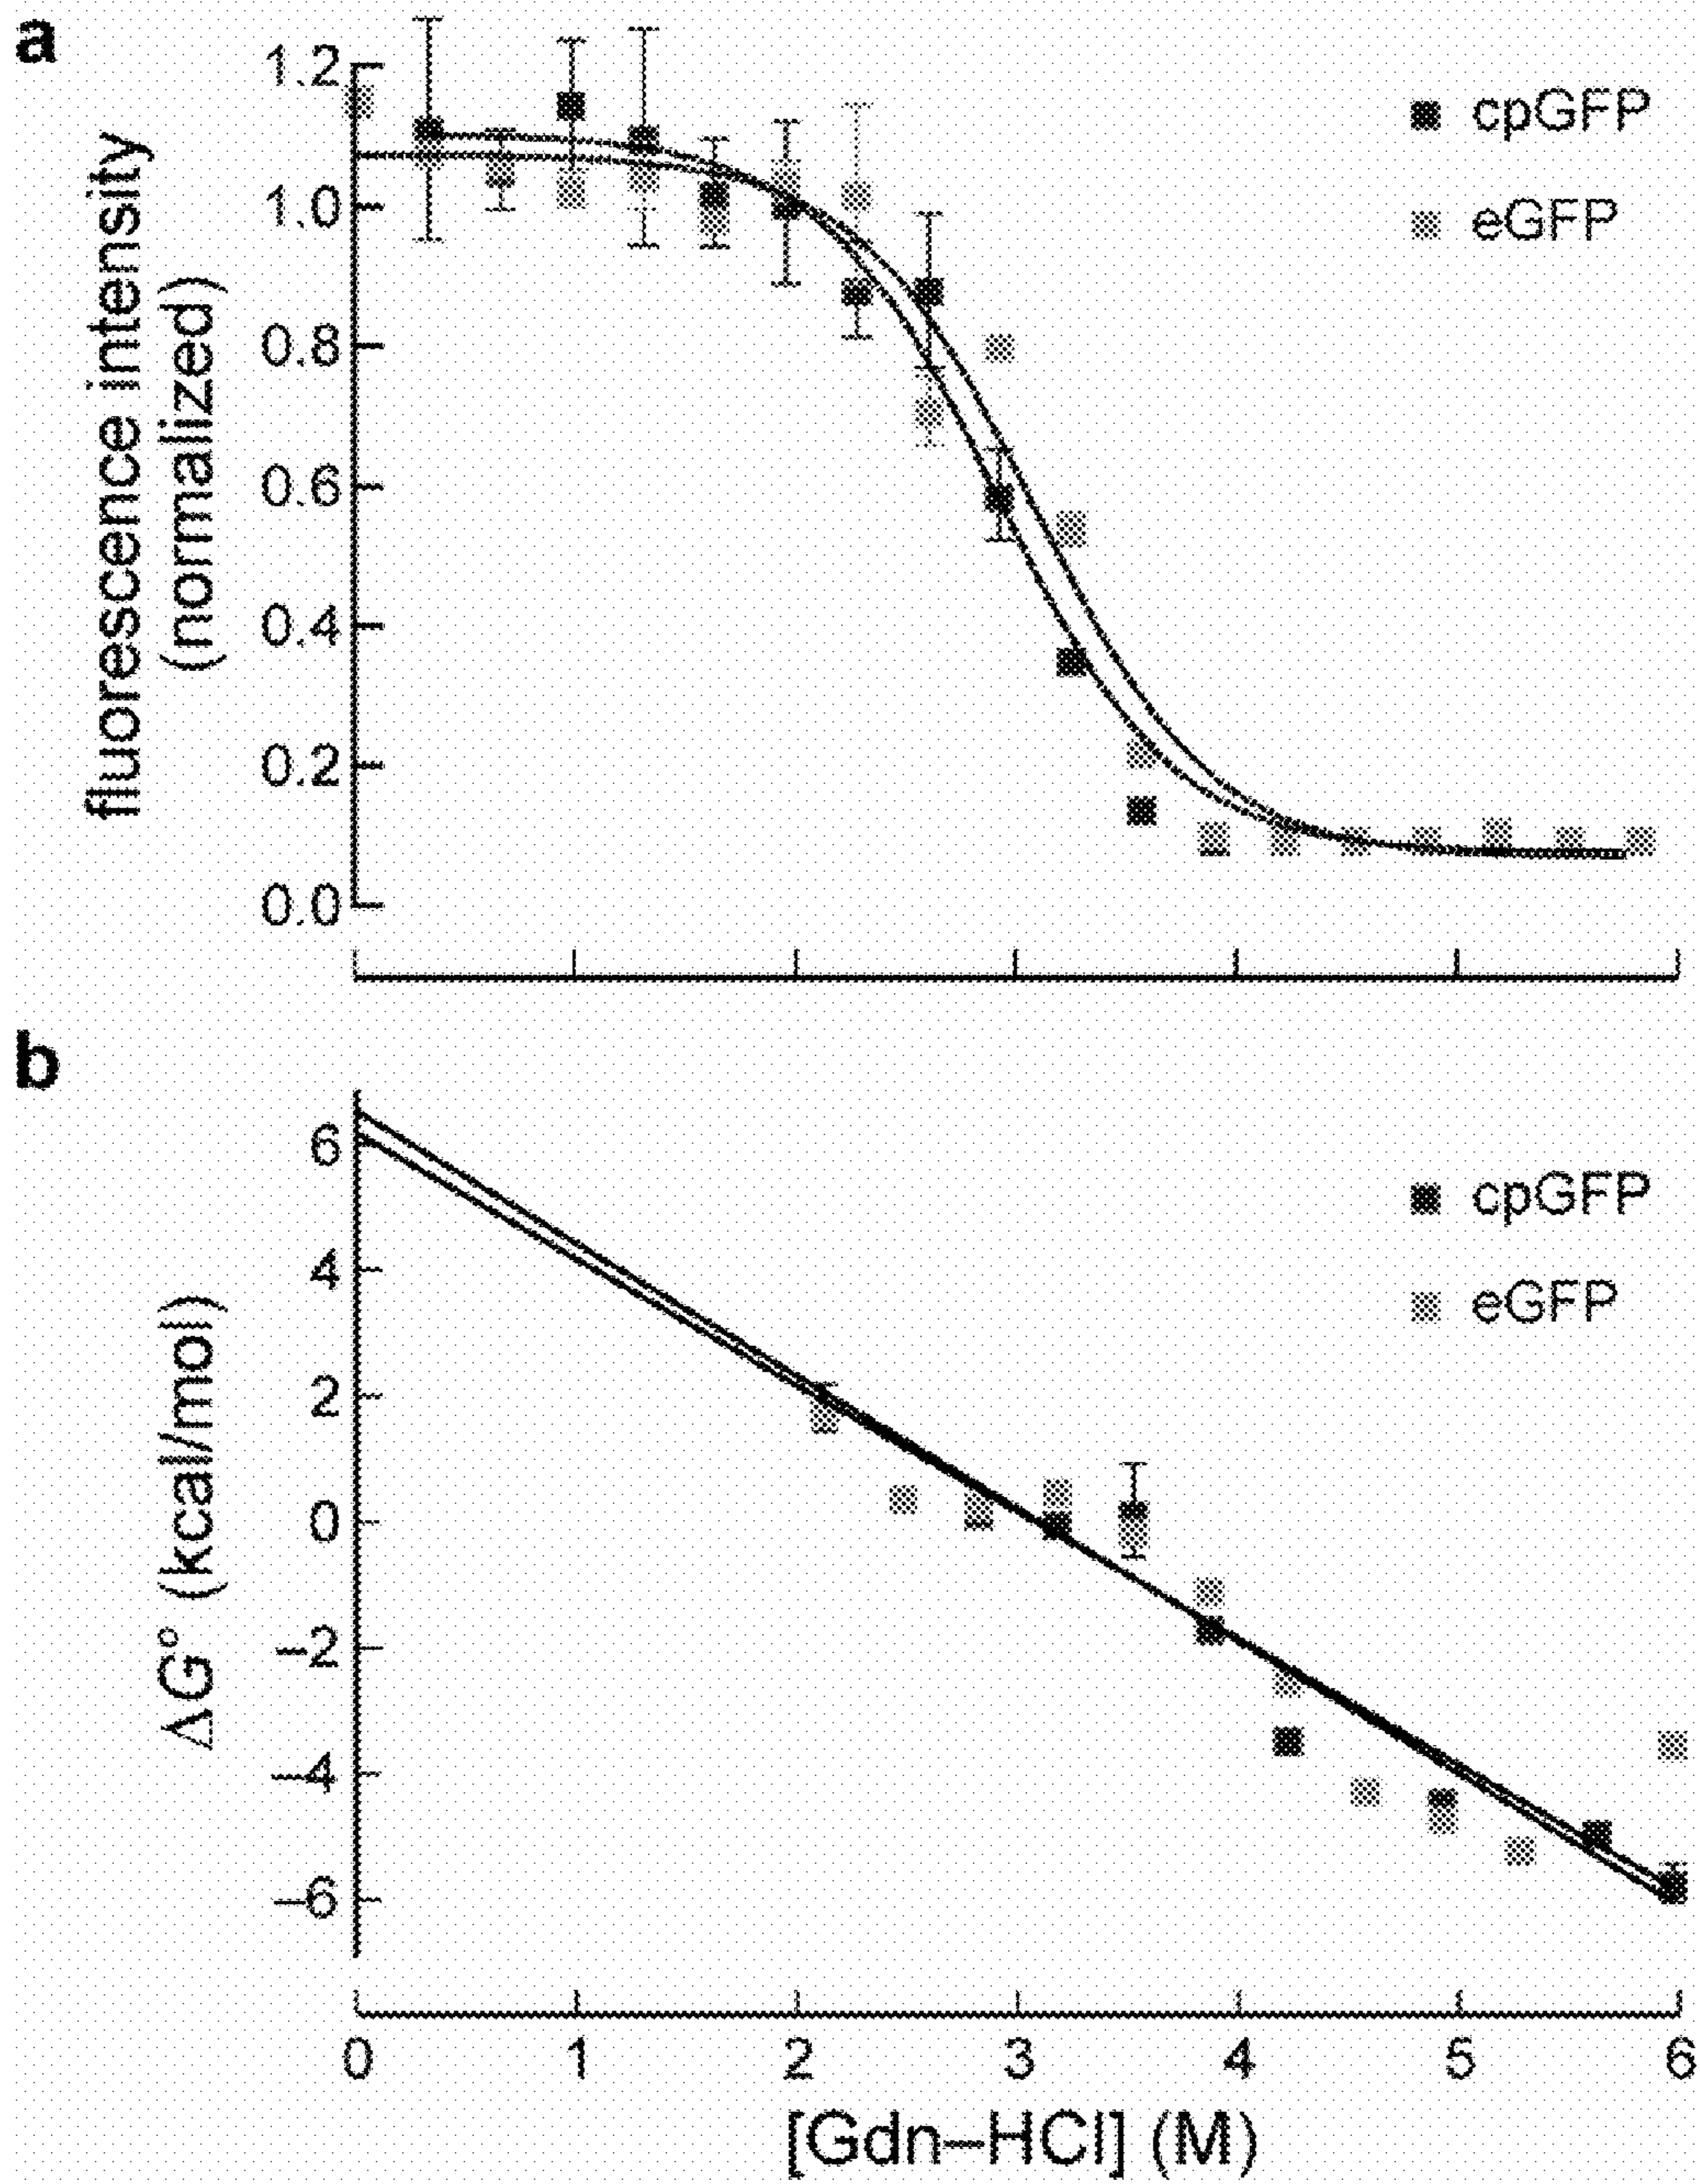 a
fluorescence intensity
(normalized)
1.2
1.0
0.8
0.6
0.4
0.2
0.0
cpGFP
eGFP
b
ΔG° (kcal/mol)
6
4
2
0
–2
–4
–6
cpGFP
eGFP
0 1 2 3 4 5 6
[Gdn–HCl] (M)